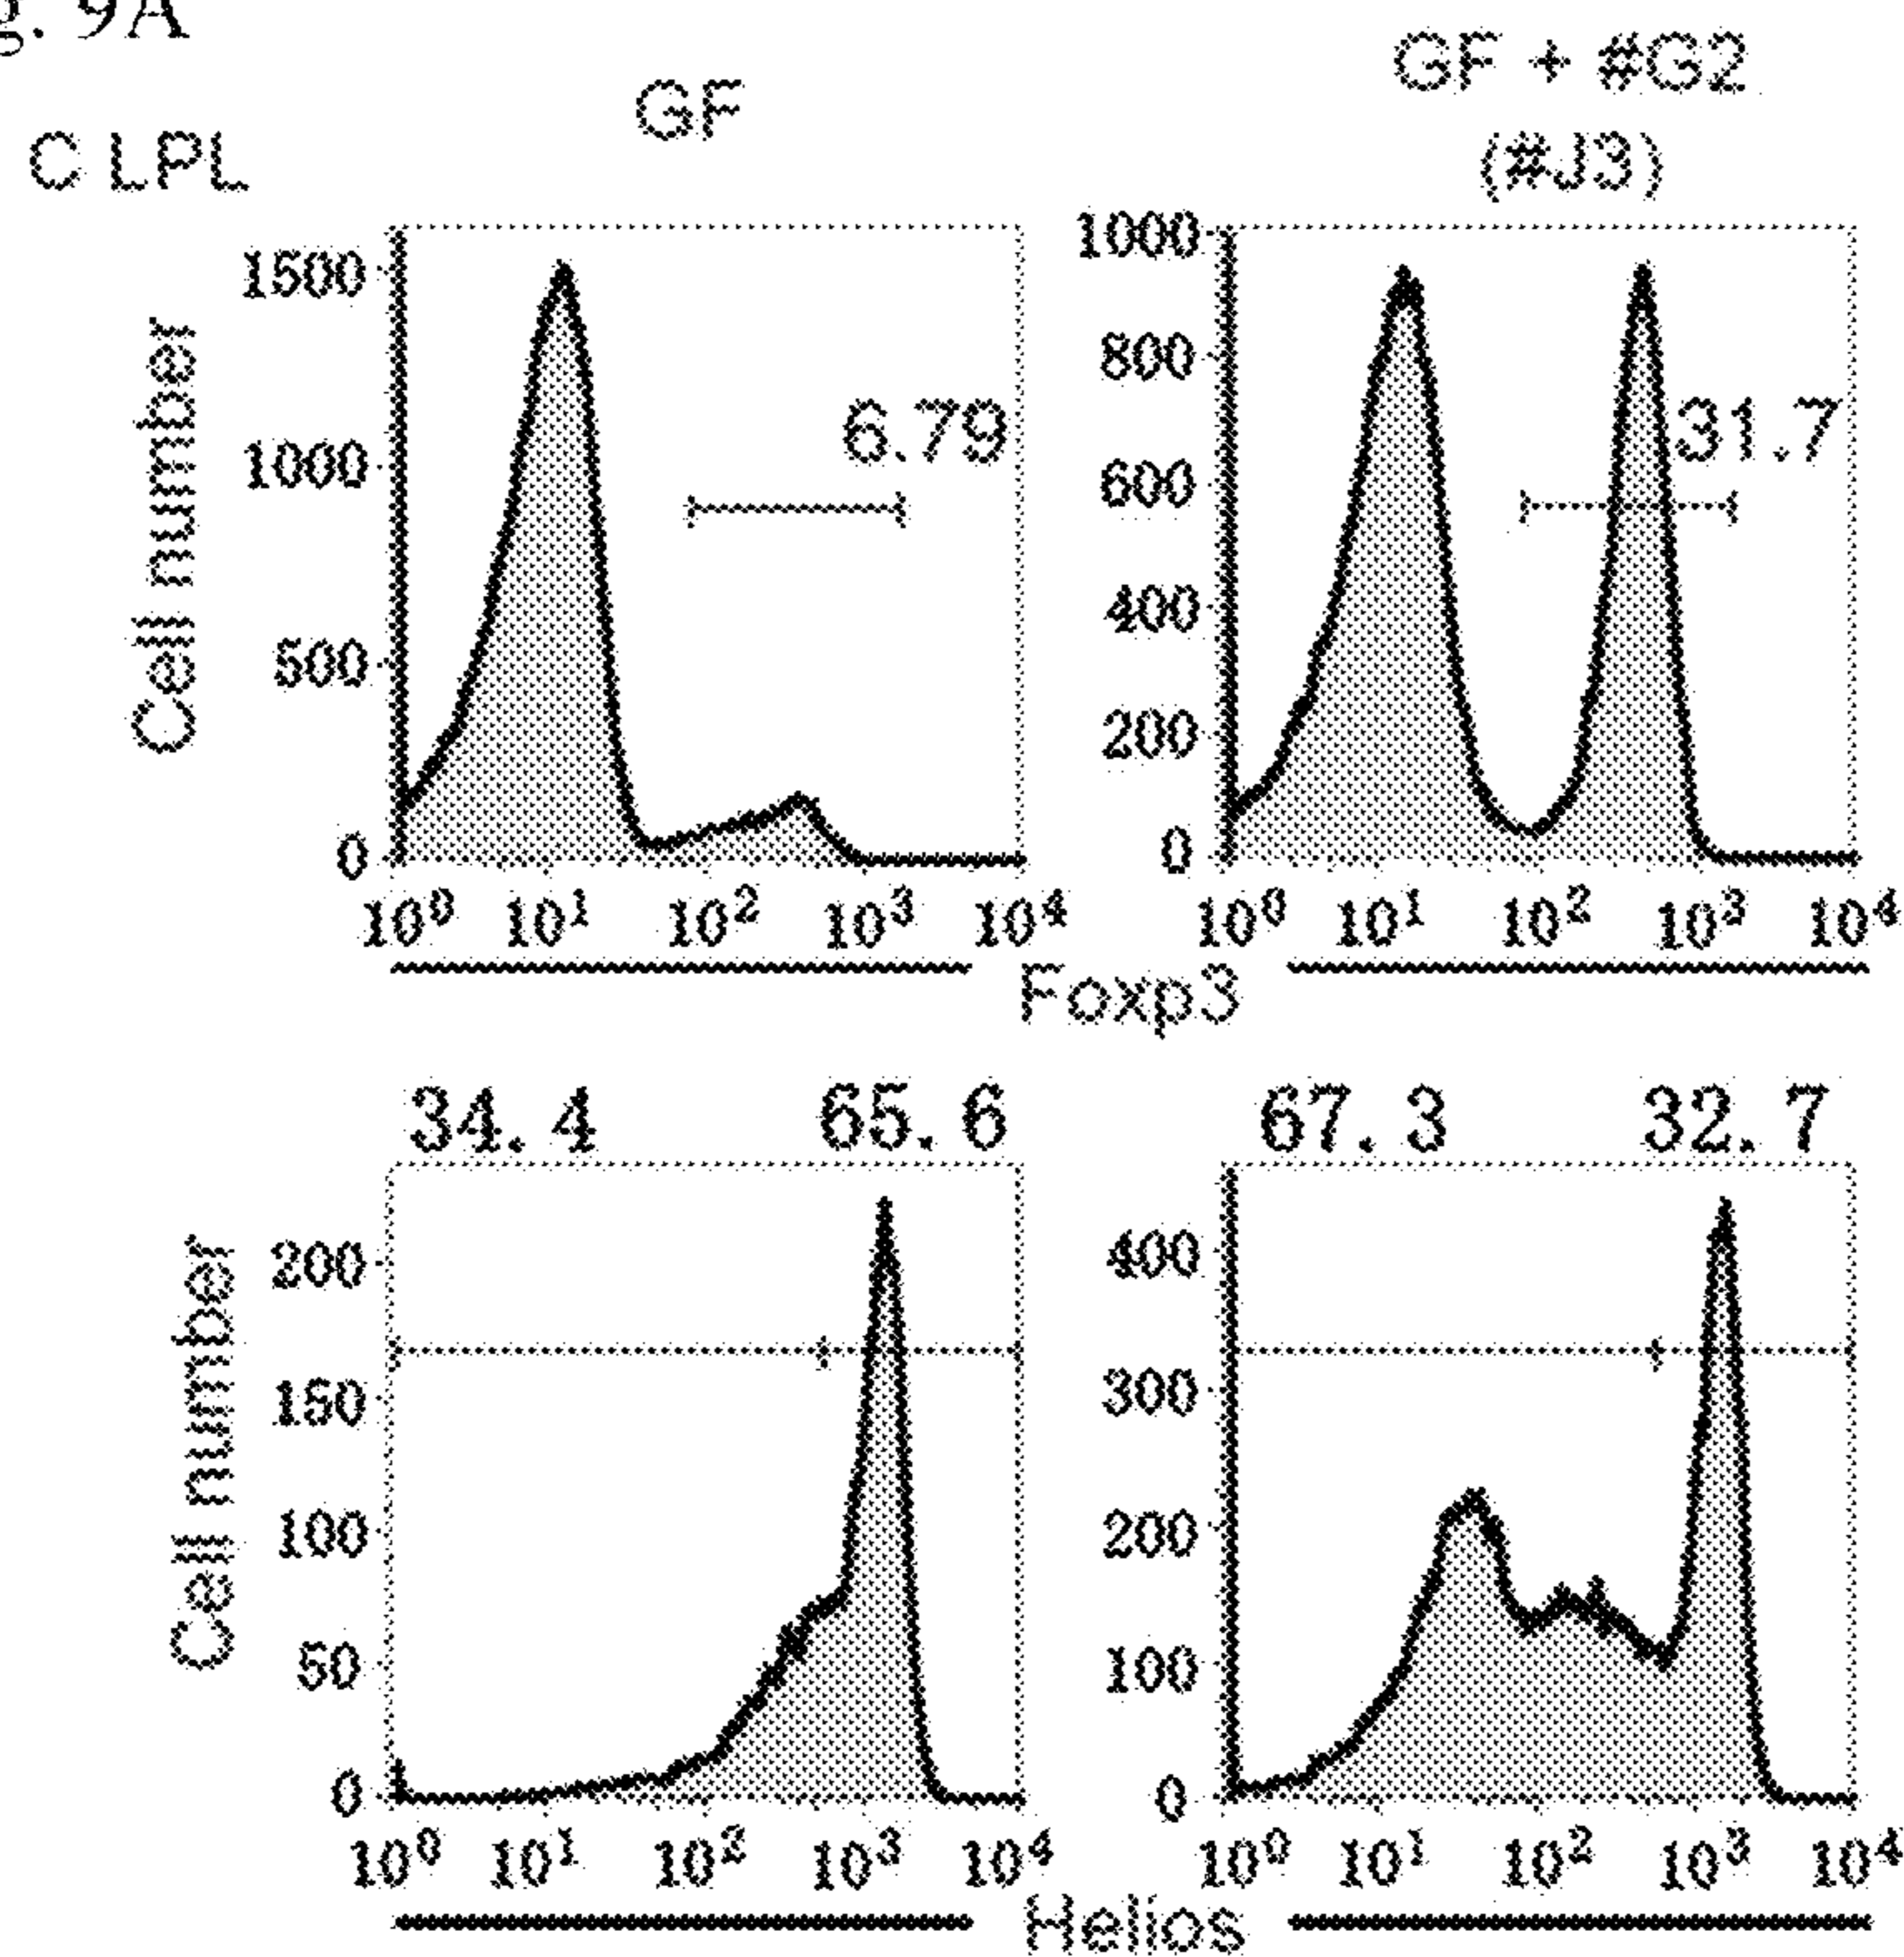 g. 9A
GF
GF + #G2
(#J3)
C LPL
Cell number
1500
1000
500
0
6.79
10⁰ 10¹ 10² 10³ 10⁴
1000
800
600
400
200
0
31.7
10⁰ 10¹ 10² 10³ 10⁴
Foxp3
34.4 65.6
Cell number
200
150
100
50
0
10⁰ 10¹ 10² 10³ 10⁴
67.3 32.7
400
300
200
100
0
10⁰ 10¹ 10² 10³ 10⁴
Helios